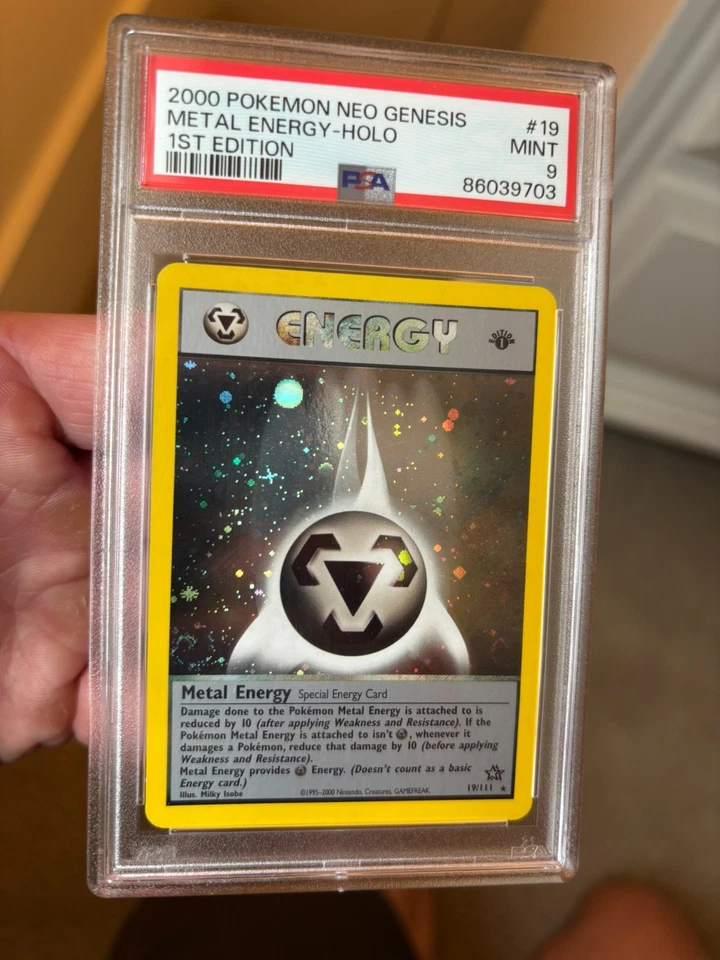 2000 POKEMON NEO GENESIS #19
METAL ENERGY-HOLO MINT
1ST EDITION 9
PSA 86039703
ENERGY
EDITION 1
Metal Energy Special Energy Card
Damage done to the Pokémon Metal Energy is attached to is
reduced by 10 (after applying Weakness and Resistance). If the
Pokémon Metal Energy is attached to isn't , whenever it
damages a Pokémon, reduce that damage by 10 (before applying
Weakness and Resistance).
Metal Energy provides Energy. (Doesn't count as a basic
Energy card.)
Illus. Milky Isobe ©1995-2000 Nintendo, Creatures, GAMEFREAK. 19/111 ★
PSA